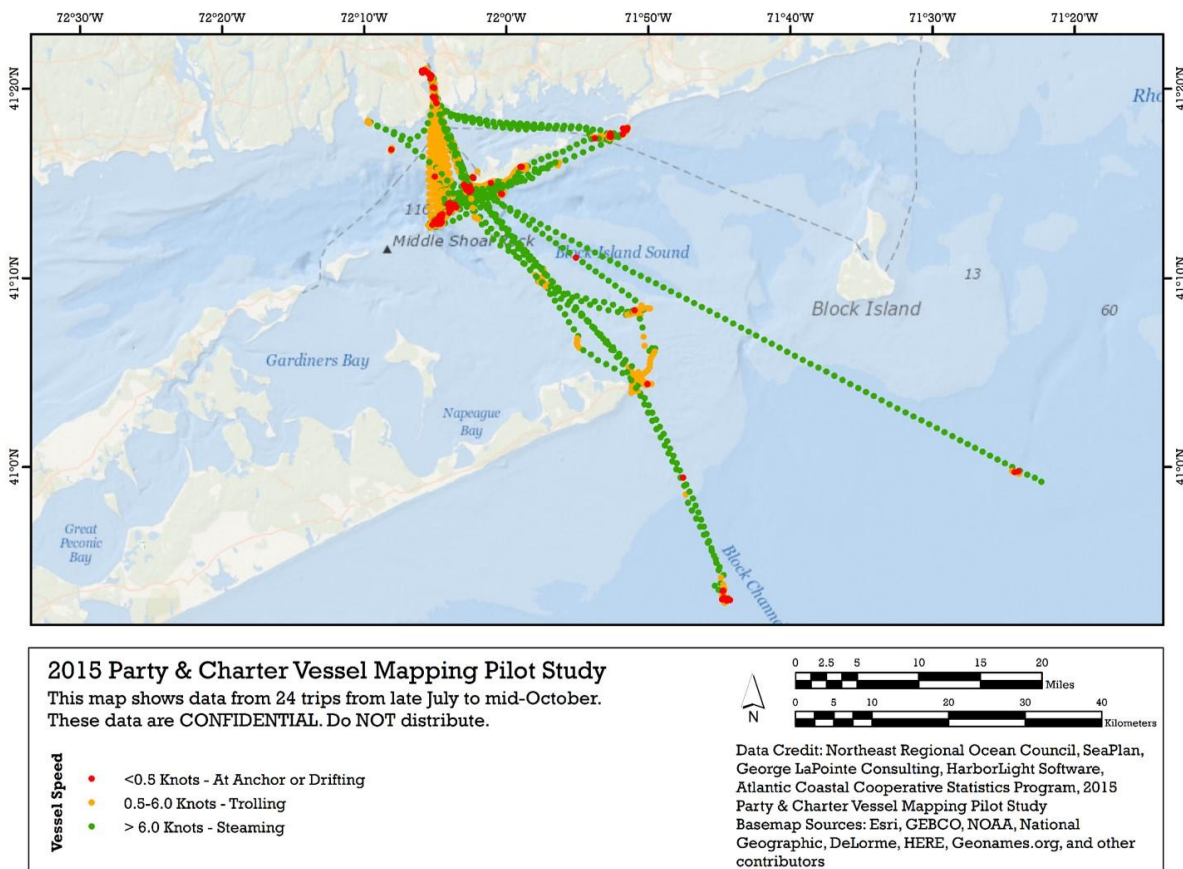 72°30'W
72°20'W
72°10'W
72°0'W
71°50'W
71°40'W
71°30'W
71°20'W
41°20'N
41°20'N
Rho
116
Middle Shoal Rock
Block Island Sound
41°10'N
41°10'N
13
Block Island
60
Gardiners Bay
Napeague
Bay
41°0'N
41°0'N
Great
Peconic
Bay
Block Channe
2015 Party & Charter Vessel Mapping Pilot Study
This map shows data from 24 trips from late July to mid-October.
These data are CONFIDENTIAL. Do NOT distribute.
Vessel Speed
<0.5 Knots - At Anchor or Drifting
0.5-6.0 Knots - Trolling
> 6.0 Knots - Steaming
N
0 2.5 5 10 15 20
Miles
0 5 10 20 30 40
Kilometers
Data Credit: Northeast Regional Ocean Council, SeaPlan,
George LaPointe Consulting, HarborLight Software,
Atlantic Coastal Cooperative Statistics Program, 2015
Party & Charter Vessel Mapping Pilot Study
Basemap Sources: Esri, GEBCO, NOAA, National
Geographic, DeLorme, HERE, Geonames.org, and other
contributors